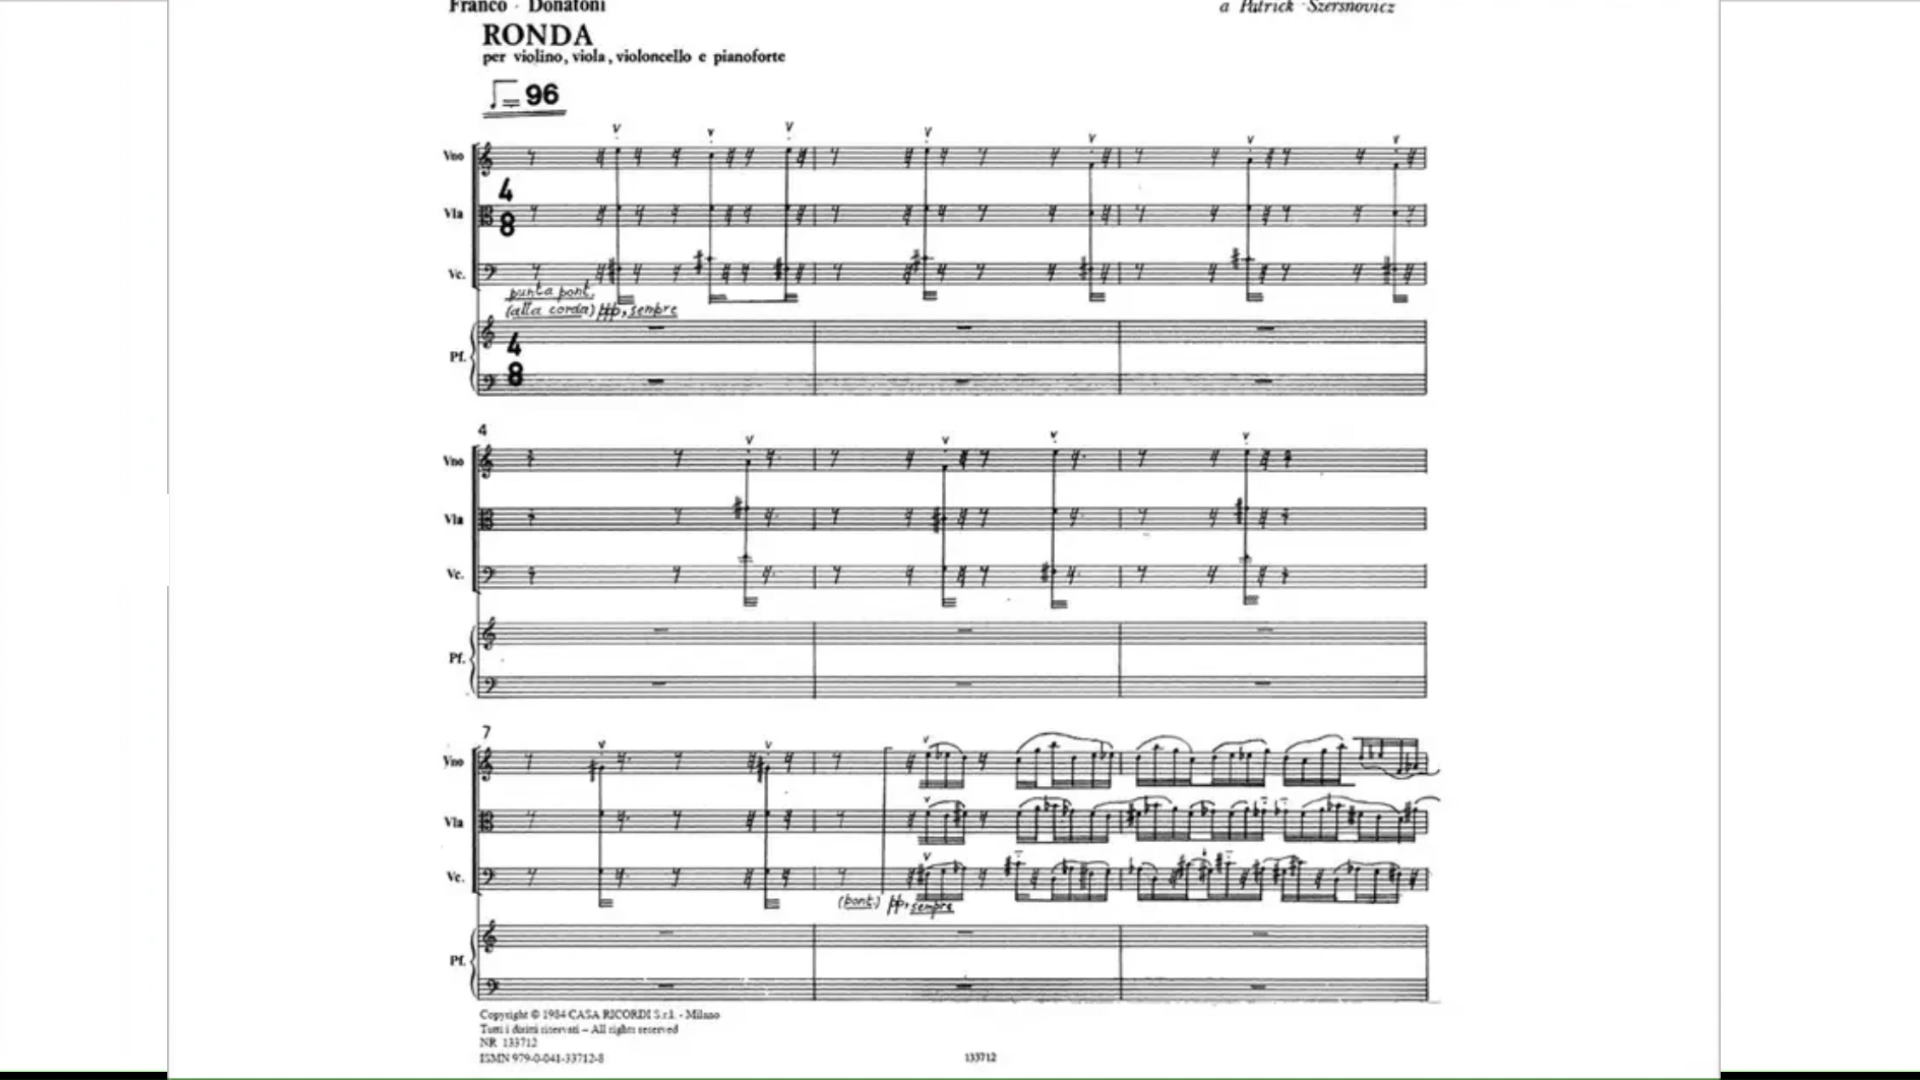 Franco Donatoni
a Patrick Szersnovicz
RONDA
per violino, viola, violoncello e pianoforte
= 96
Vno
4
8
Vla
Vc.
punta pont.
(alla corda) ppp, sempre
4
8
Pf.
4
Vno
Vla
Vc.
Pf.
7
Vno
Vla
Vc.
(pont.) pp, sempre
Pf.
Copyright © 1984 CASA RICORDI S.r.l. - Milano
Tutti i diritti riservati – All rights reserved
NR 133712
ISMN 979-0-041-33712-8
133712